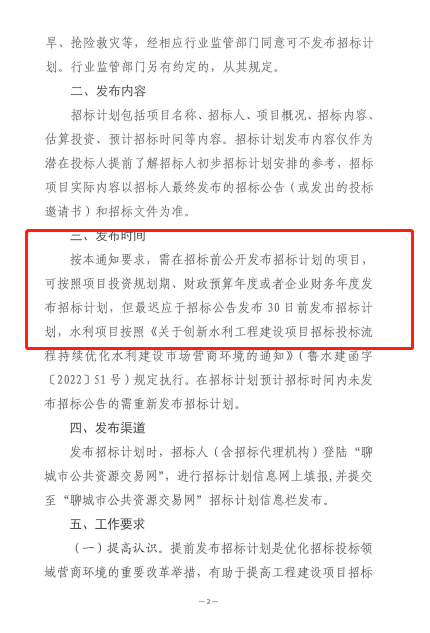 旱、抢险救灾等，经相应行业监管部门同意可不发布招标计
划。行业监管部门另有约定的，从其规定。
二、发布内容
招标计划包括项目名称、招标人、项目概况、招标内容、
估算投资、预计招标时间等内容。招标计划发布内容仅作为
潜在投标人提前了解招标人初步招标计划安排的参考，招标
项目实际内容以招标人最终发布的招标公告（或发出的投标
邀请书）和招标文件为准。
三、发布时间
按本通知要求，需在招标前公开发布招标计划的项目，
可按照项目投资规划期、财政预算年度或者企业财务年度发
布招标计划，但最迟应于招标公告发布 30 日前发布招标计
划，水利项目按照《关于创新水利工程建设项目招标投标流
程持续优化水利建设市场营商环境的通知》（鲁水建函字
〔2022〕51 号）规定执行。在招标计划预计招标时间内未发
布招标公告的需重新发布招标计划。
四、发布渠道
发布招标计划时，招标人（含招标代理机构）登陆“聊
城市公共资源交易网”，进行招标计划信息网上填报,并提交
至“聊城市公共资源交易网”招标计划信息栏发布。
五、工作要求
（一）提高认识。提前发布招标计划是优化招标投标领
域营商环境的重要改革举措，有助于提高工程建设项目招标
—2—